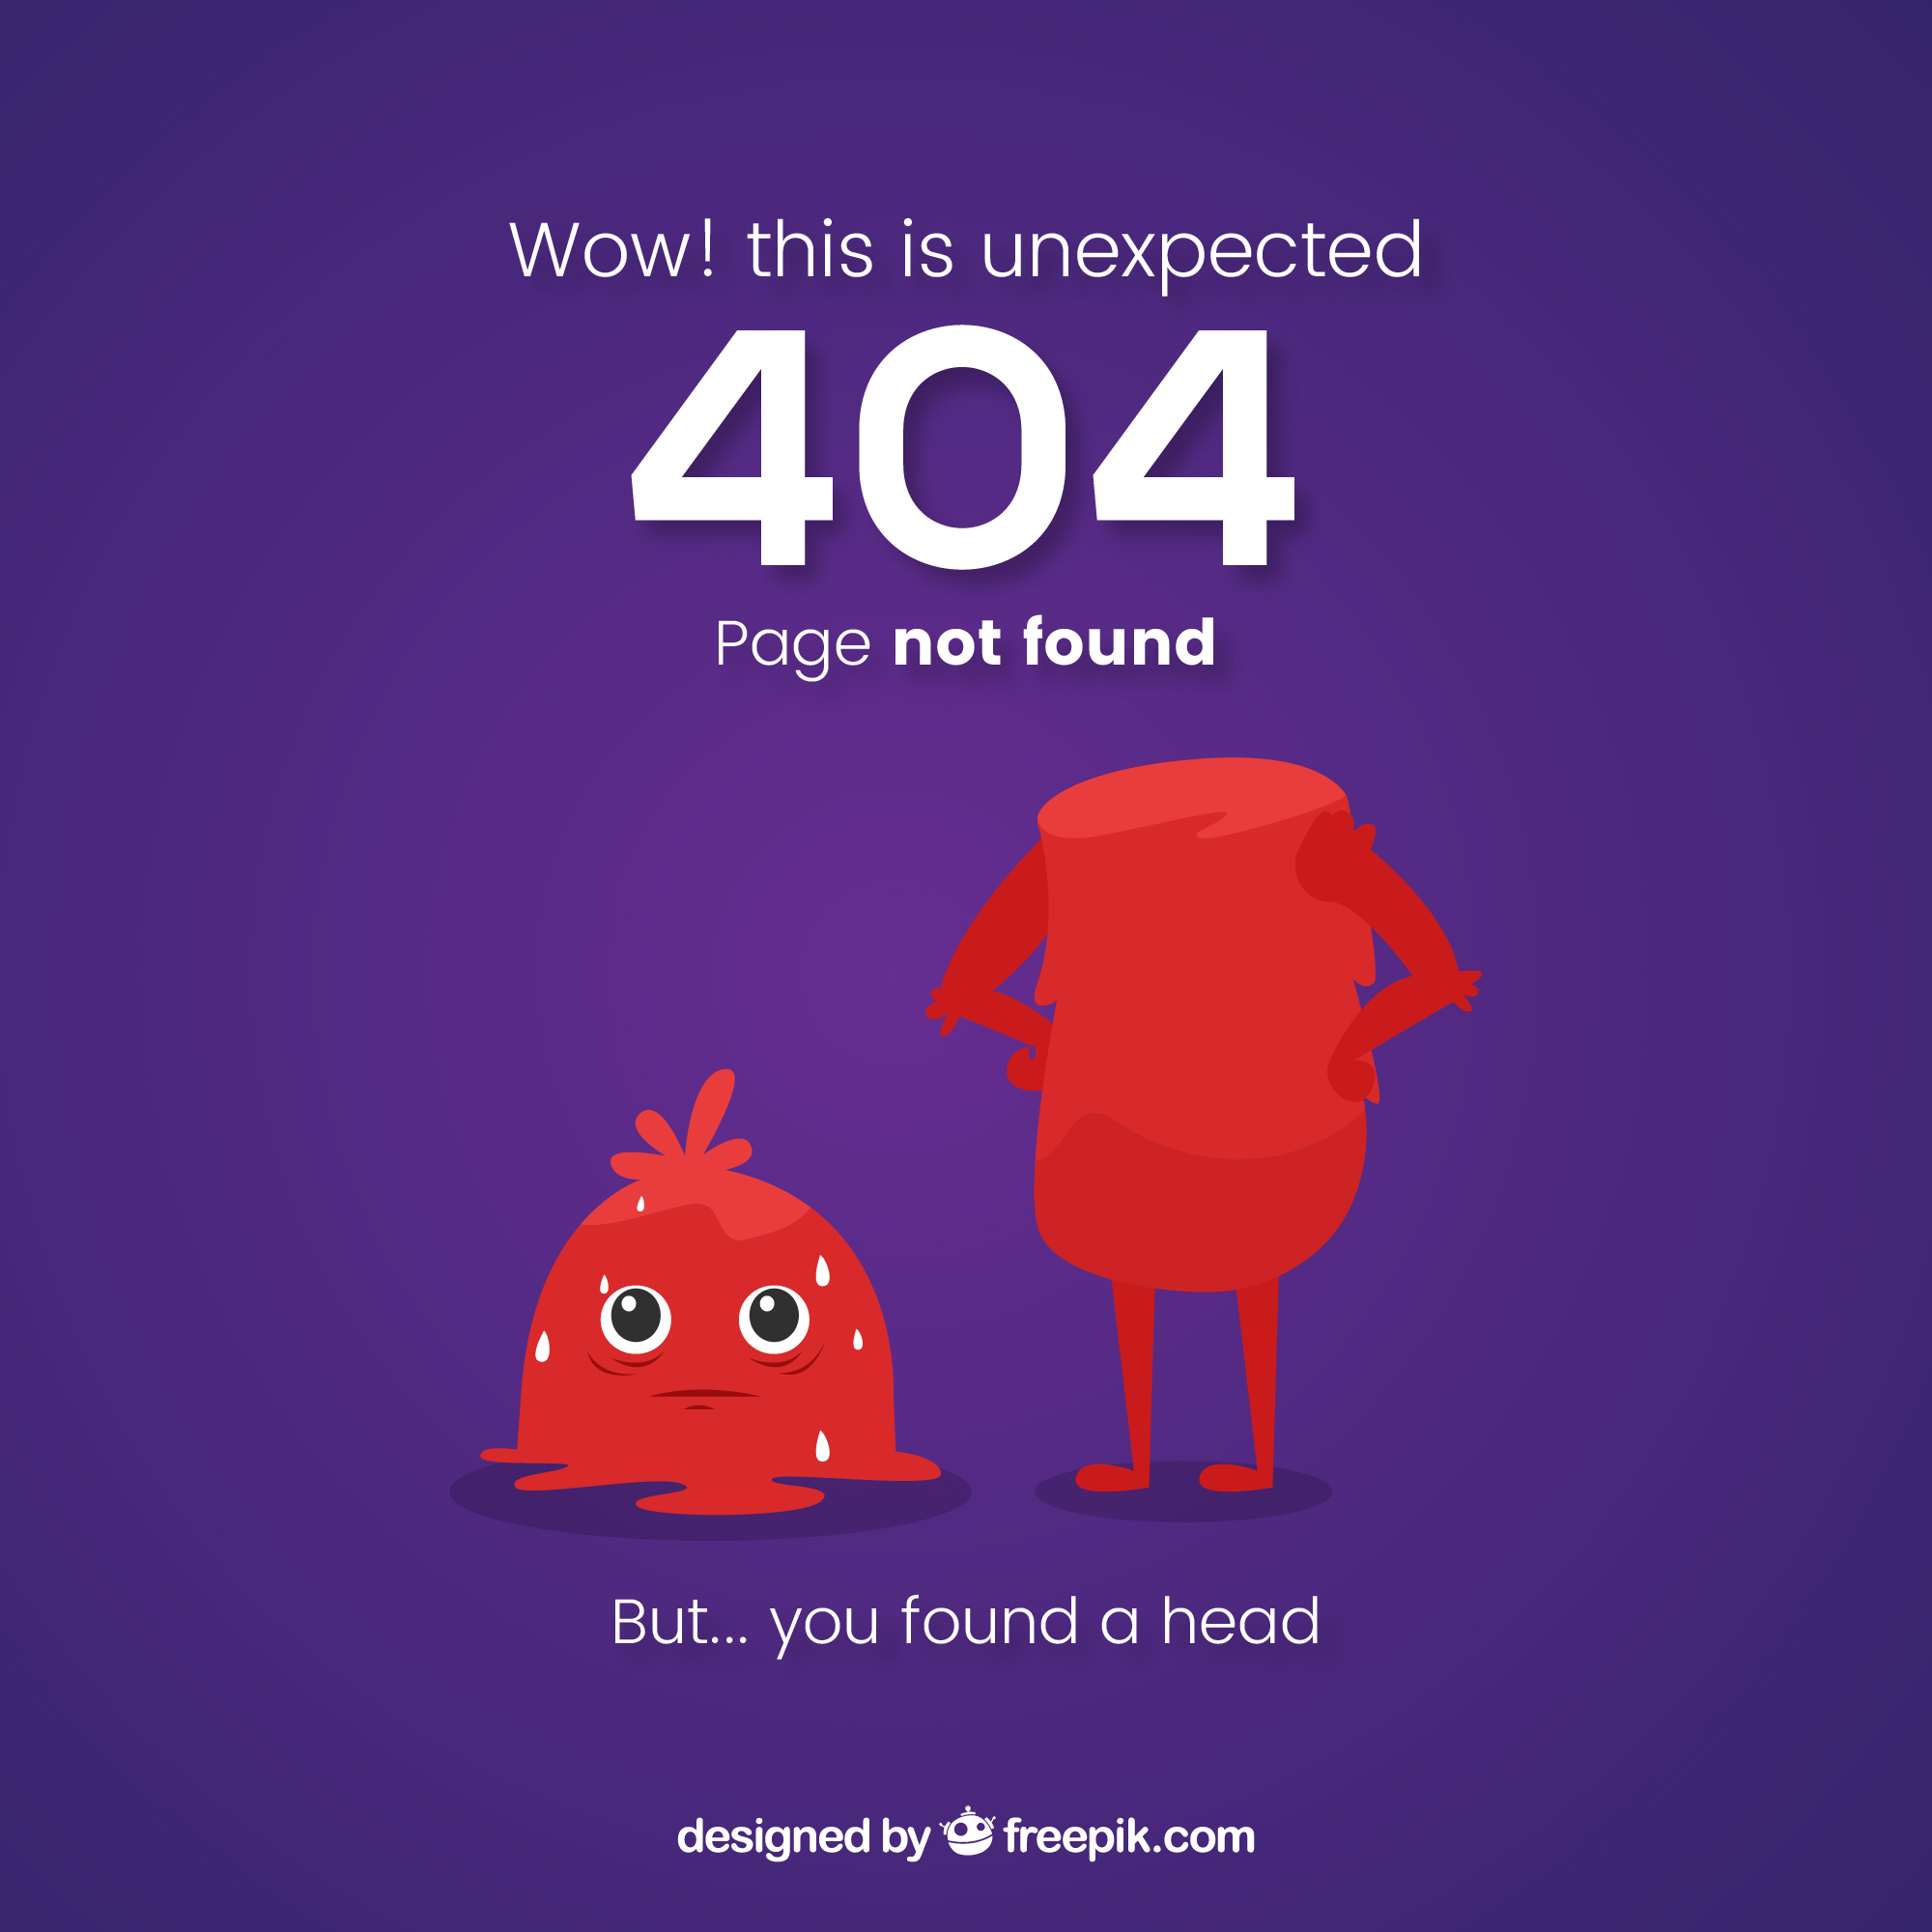 Wow! this is unexpected
404
Page not found
But... you found a head
designed by freepik.com